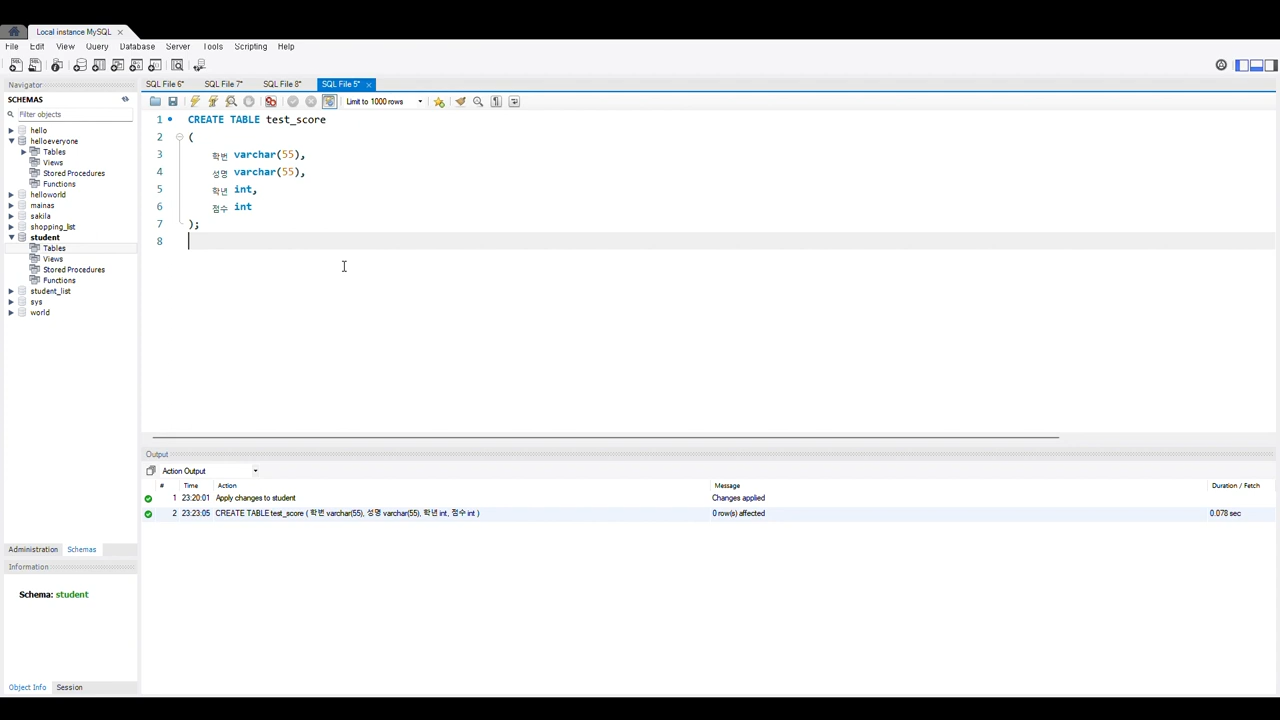 Local instance MySQL
File Edit View Query Database Server Tools Scripting Help
Navigator
SCHEMAS
Filter objects
hello
helloeveryone
Tables
Views
Stored Procedures
Functions
helloworld
mainas
sakila
shopping_list
student
Tables
Views
Stored Procedures
Functions
student_list
sys
world
Administration Schemas
Information
Schema: student
Object Info Session
SQL File 6* SQL File 7* SQL File 8* SQL File 5*
Limit to 1000 rows
1 CREATE TABLE test_score
2 (
3 학번 varchar(55),
4 성명 varchar(55),
5 학년 int,
6 점수 int
7 );
8
Output
Action Output
# Time Action Message Duration / Fetch
1 23:20:01 Apply changes to student Changes applied
2 23:23:05 CREATE TABLE test_score ( 학번 varchar(55), 성명 varchar(55), 학년 int, 점수 int ) 0 row(s) affected 0.078 sec